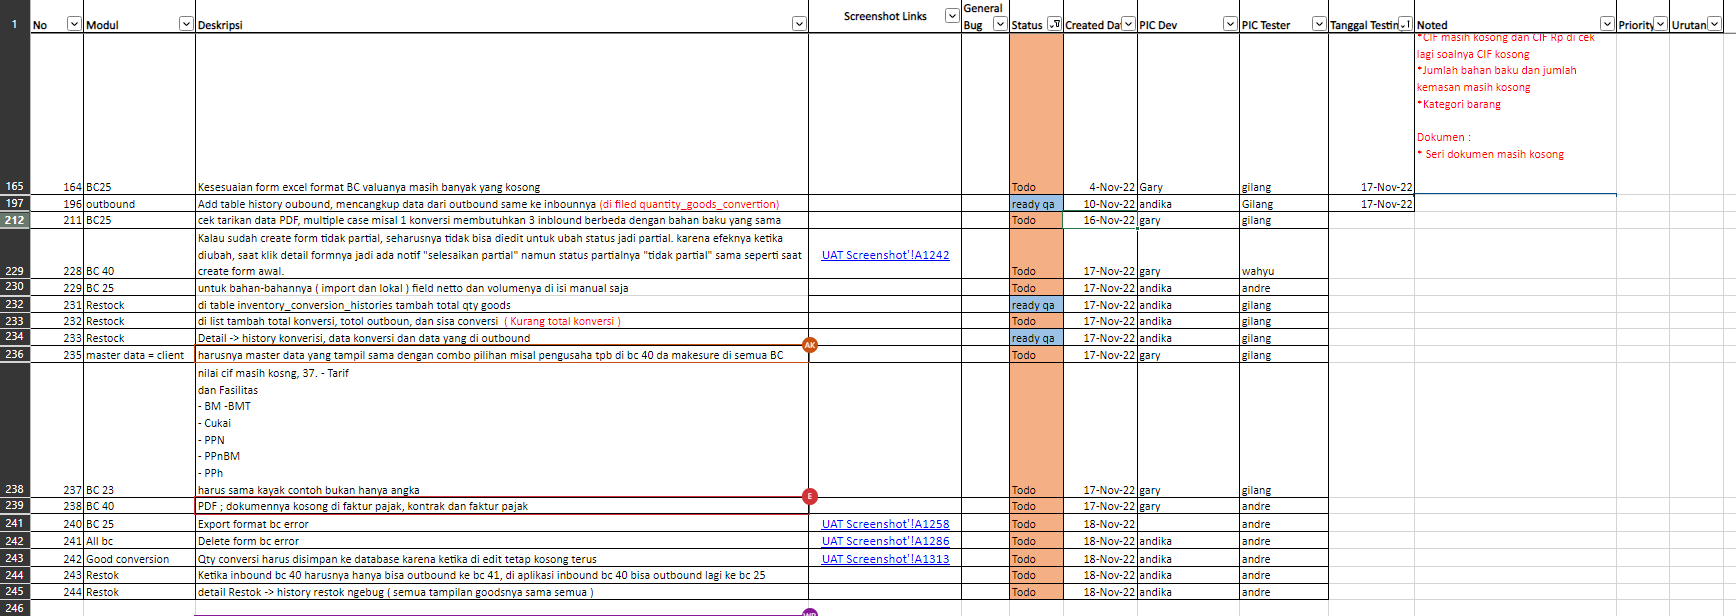 1 No Modul Deskripsi Screenshot Links General Bug Status Created Da PIC Dev PIC Tester Tanggal Testin Noted Priority Urutan
*CIF masih kosong dan CIF Rp di cek
lagi soalnya CIF kosong
*Jumlah bahan baku dan jumlah
kemasan masih kosong
*Kategori barang
Dokumen :
* Seri dokumen masih kosong
165 164 BC25 Kesesuaian form excel format BC valuanya masih banyak yang kosong Todo 4-Nov-22 Gary gilang 17-Nov-22
197 196 outbound Add table history oubound, mencangkup data dari outbound same ke inbounnya (di filed quantity_goods_convertion) ready qa 10-Nov-22 andika Gilang 17-Nov-22
212 211 BC25 cek tarikan data PDF, multiple case misal 1 konversi membutuhkan 3 inblound berbeda dengan bahan baku yang sama Todo 16-Nov-22 gary gilang
Kalau sudah create form tidak partial, seharusnya tidak bisa diedit untuk ubah status jadi partial. karena efeknya ketika
diubah, saat klik detail formnya jadi ada notif "selesaikan partial" namun status partialnya "tidak partial" sama seperti saat UAT Screenshot'!A1242
229 228 BC 40 create form awal. Todo 17-Nov-22 gary wahyu
230 229 BC 25 untuk bahan-bahannya ( import dan lokal ) field netto dan volumenya di isi manual saja Todo 17-Nov-22 andika andre
232 231 Restock di table inventory_conversion_histories tambah total qty goods ready qa 17-Nov-22 andika gilang
233 232 Restock di list tambah total konversi, totol outboun, dan sisa conversi ( Kurang total konversi ) Todo 17-Nov-22 andika gilang
234 233 Restock Detail -> history konverisi, data konversi dan data yang di outbound ready qa 17-Nov-22 andika gilang
AK
236 235 master data = client harusnya master data yang tampil sama dengan combo pilihan misal pengusaha tpb di bc 40 da makesure di semua BC Todo 17-Nov-22 gary gilang
nilai cif masih kosng, 37. - Tarif
dan Fasilitas
- BM -BMT
- Cukai
- PPN
- PPnBM
- PPh
238 237 BC 23 harus sama kayak contoh bukan hanya angka Todo 17-Nov-22 gary gilang
E
239 238 BC 40 PDF ; dokumennya kosong di faktur pajak, kontrak dan faktur pajak Todo 17-Nov-22 gary andre
241 240 BC 25 Export format bc error UAT Screenshot'!A1258 Todo 18-Nov-22 andre
242 241 All bc Delete form bc error UAT Screenshot'!A1286 Todo 18-Nov-22 andika andre
243 242 Good conversion Qty conversi harus disimpan ke database karena ketika di edit tetap kosong terus UAT Screenshot'!A1313 Todo 18-Nov-22 andika andre
244 243 Restok Ketika inbound bc 40 harusnya hanya bisa outbound ke bc 41, di aplikasi inbound bc 40 bisa outbound lagi ke bc 25 Todo 18-Nov-22 andika andre
245 244 Restok detail Restok -> history restok ngebug ( semua tampilan goodsnya sama semua ) Todo 18-Nov-22 andika andre
246